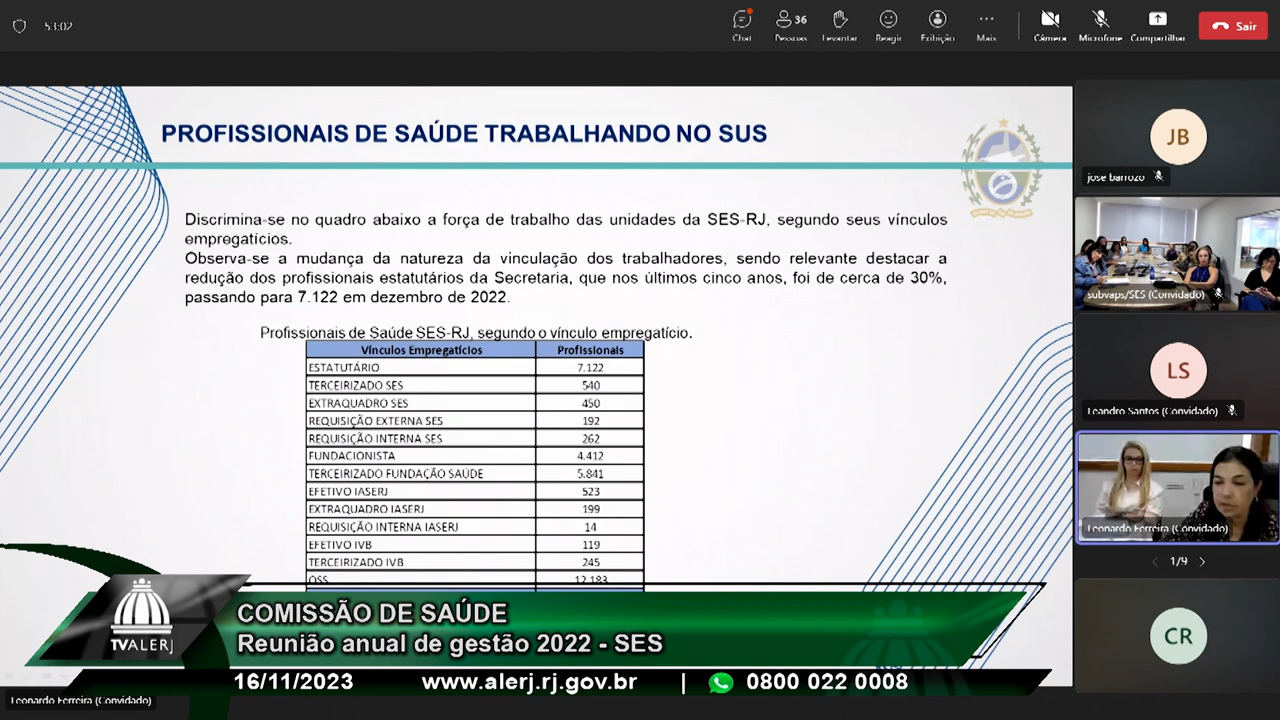 53:02
36
Chat
Pessoas
Levantar
Reagir
Exibição
Mais
Câmera
Microfone
Compartilhar
Sair
PROFISSIONAIS DE SAÚDE TRABALHANDO NO SUS
Discrimina-se no quadro abaixo a força de trabalho das unidades da SES-RJ, segundo seus vínculos
empregatícios.
Observa-se a mudança da natureza da vinculação dos trabalhadores, sendo relevante destacar a
redução dos profissionais estatutários da Secretaria, que nos últimos cinco anos, foi de cerca de 30%,
passando para 7.122 em dezembro de 2022.
Profissionais de Saúde SES-RJ, segundo o vínculo empregatício.
Vínculos Empregatícios Profissionais
ESTATUTÁRIO 7.122
TERCEIRIZADO SES 540
EXTRAQUADRO SES 450
REQUISIÇÃO EXTERNA SES 192
REQUISIÇÃO INTERNA SES 262
FUNDACIONISTA 4.412
TERCEIRIZADO FUNDAÇÃO SAÚDE 5.841
EFETIVO IASERJ 523
EXTRAQUADRO IASERJ 199
REQUISIÇÃO INTERNA IASERJ 14
EFETIVO IVB 119
TERCEIRIZADO IVB 245
OSS 12.183
JB
jose barrozo
subvaps/SES (Convidado)
LS
Leandro Santos (Convidado)
Leonardo Ferreira (Convidado)
1/9
CR
TVALERJ
COMISSÃO DE SAÚDE
Reunião anual de gestão 2022 - SES
16/11/2023 www.alerj.rj.gov.br | 0800 022 0008
Leonardo Ferreira (Convidado)